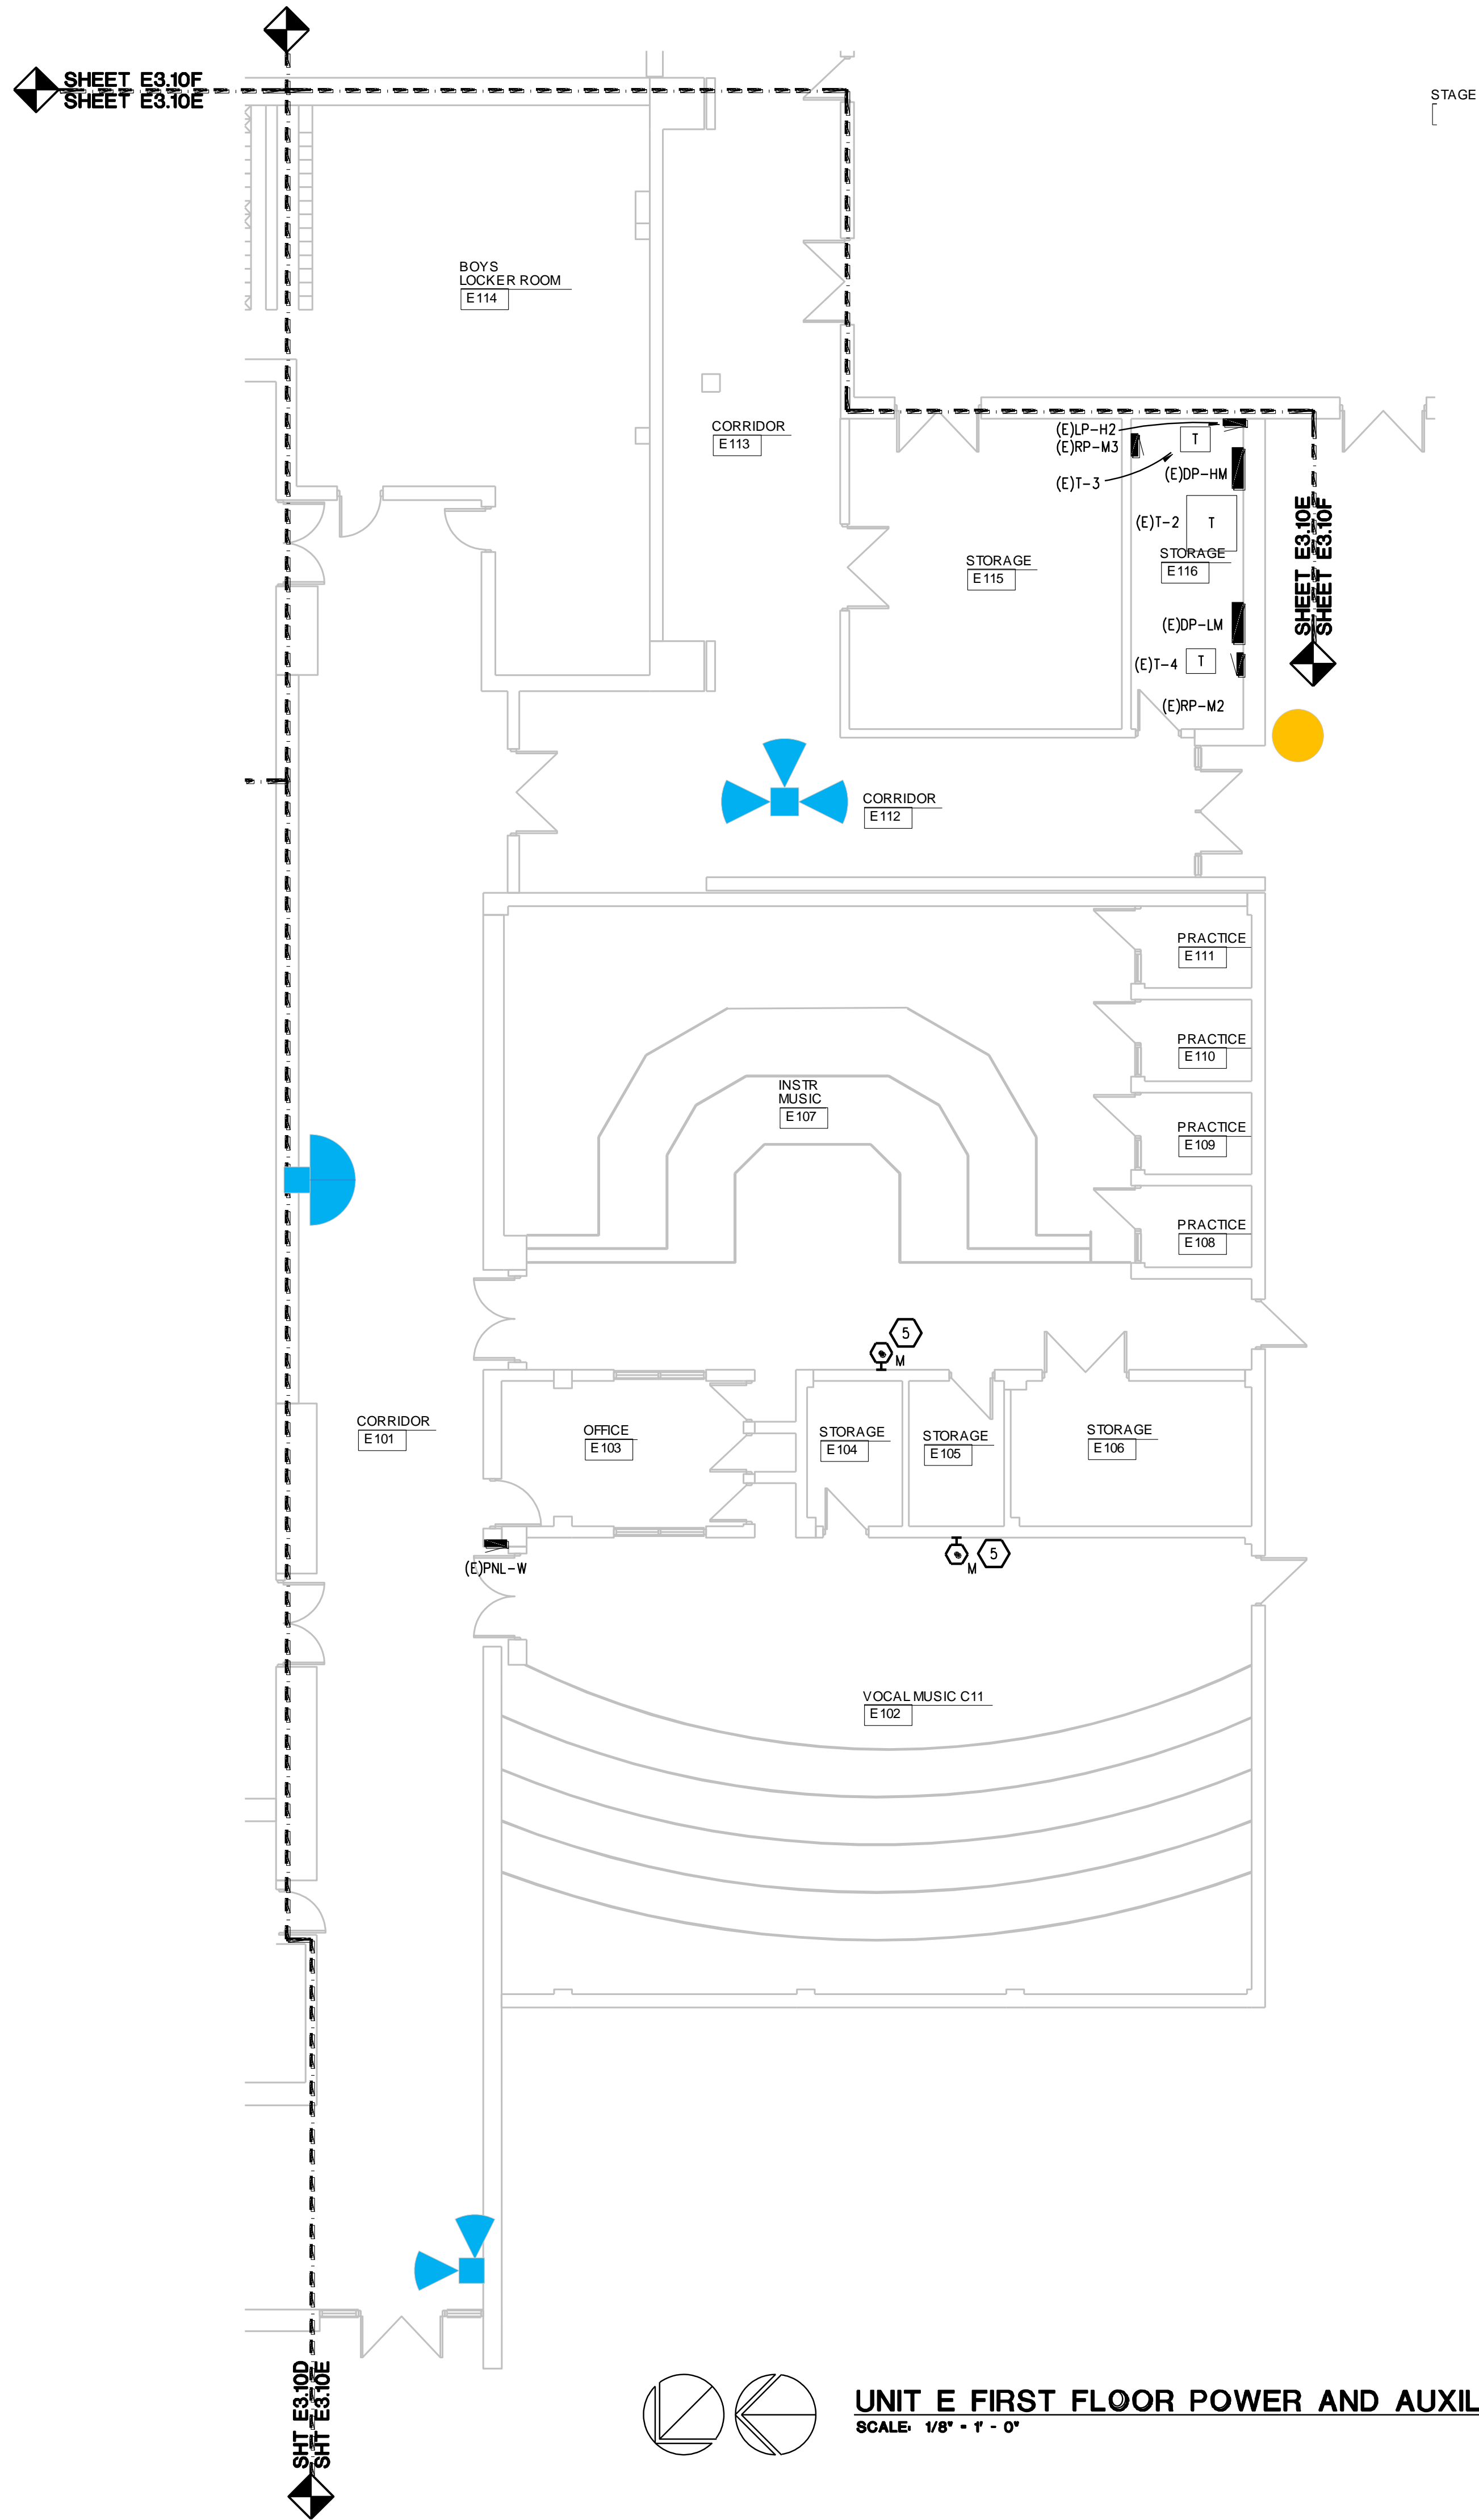 SHEET E3.10F
SHEET E3.10E
STAGE
BOYS
LOCKER ROOM
E114
CORRIDOR
E113
(E)LP-H2
(E)RP-M3
T
(E)T-3
(E)DP-HM
(E)T-2
T
STORAGE
E116
STORAGE
E115
SHEET E3.10E
SHEET E3.10F
(E)DP-LM
(E)T-4
T
(E)RP-M2
CORRIDOR
E112
PRACTICE
E111
PRACTICE
E110
INSTR
MUSIC
E107
PRACTICE
E109
PRACTICE
E108
5
M
CORRIDOR
E101
OFFICE
E103
STORAGE
E104
STORAGE
E105
STORAGE
E106
(E)PNL-W
M
5
VOCAL MUSIC C11
E102
SHT E3.10D
SHT E3.10E
UNIT E FIRST FLOOR POWER AND AUXIL
SCALE: 1/8" = 1' - 0"